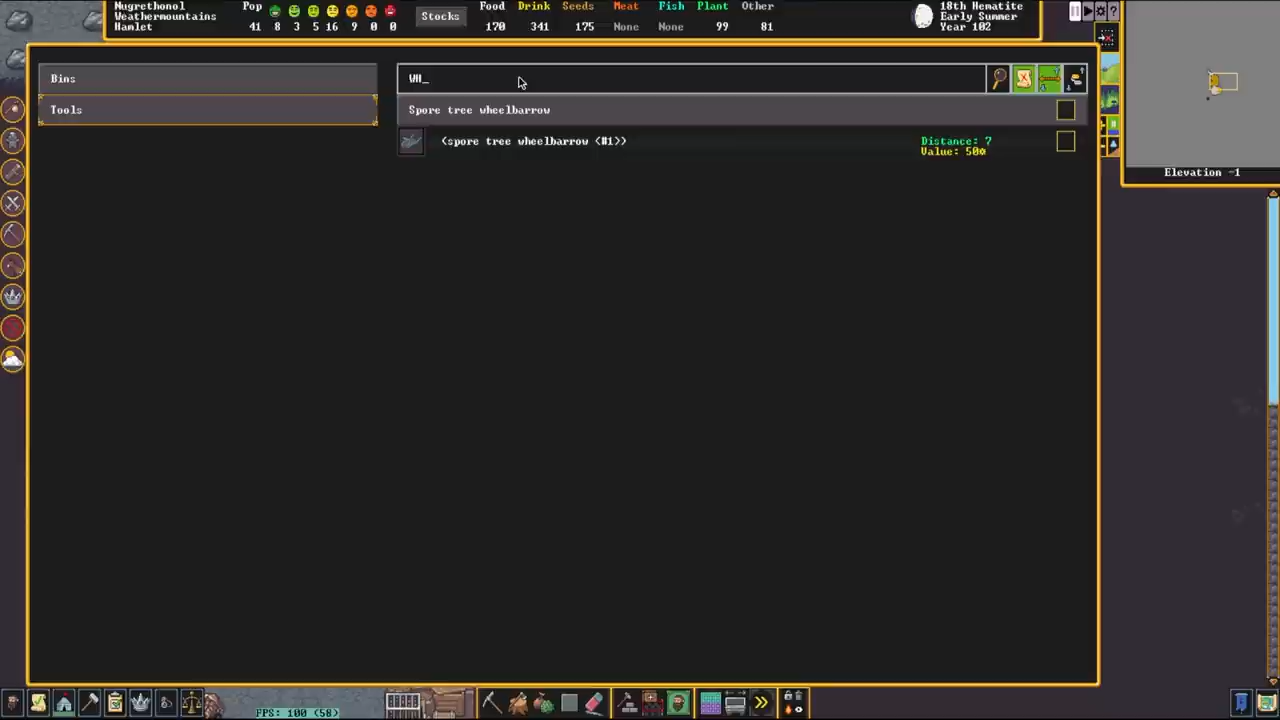 Nugrethonol
Weathermountains
Hamlet
Pop
41 8 3 5 16 9 0 0
Stocks
Food Drink Seeds Meat Fish Plant Other
170 341 175 None None 99 81
18th Hematite
Early Summer
Year 102
Bins
Tools
WH_
Spore tree wheelbarrow
(spore tree wheelbarrow <#1>)
Distance: 7
Value: 50☼
Elevation -1
FPS: 100 (58)